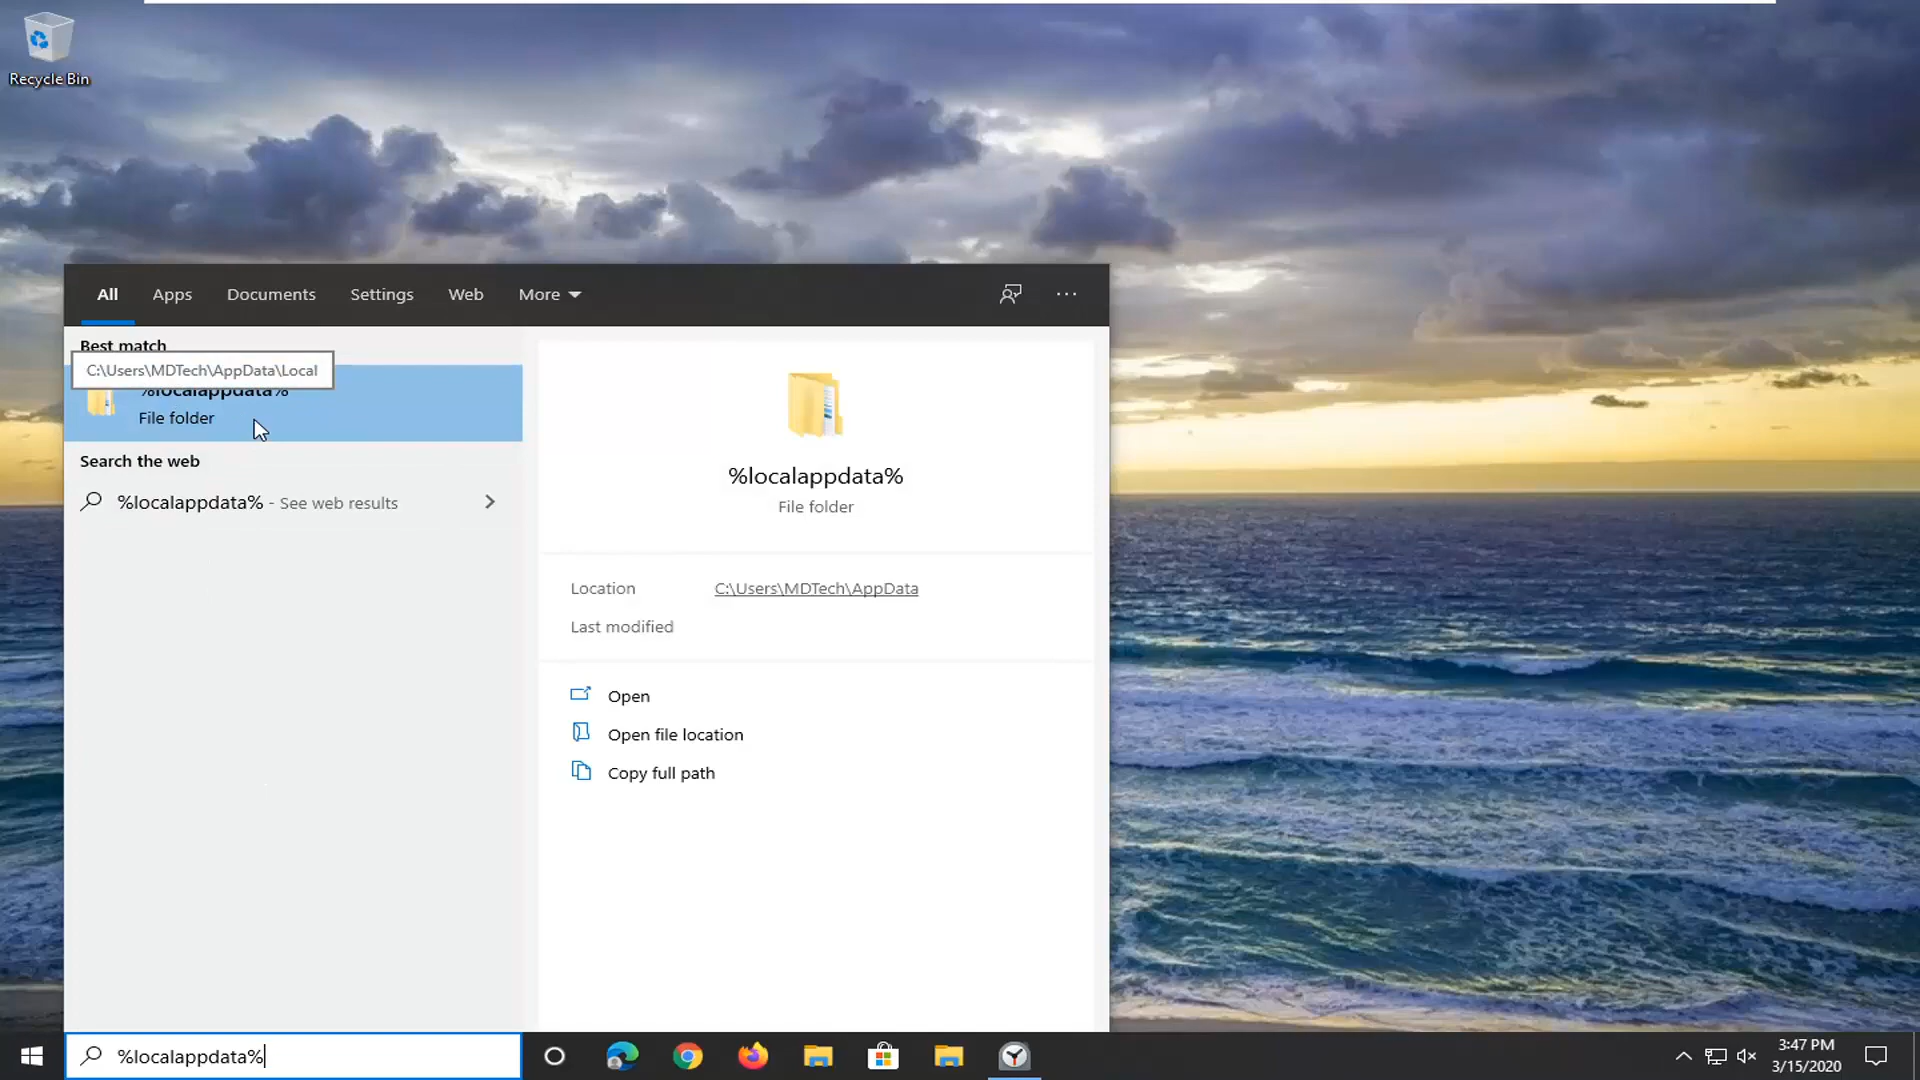 Recycle Bin
All Apps Documents Settings Web More
Best match
C:\Users\MDTech\AppData\Local
%localappdata%
File folder
Search the web
%localappdata% - See web results
%localappdata%
File folder
Location C:\Users\MDTech\AppData
Last modified
Open
Open file location
Copy full path
%localappdata%
3:47 PM
3/15/2020